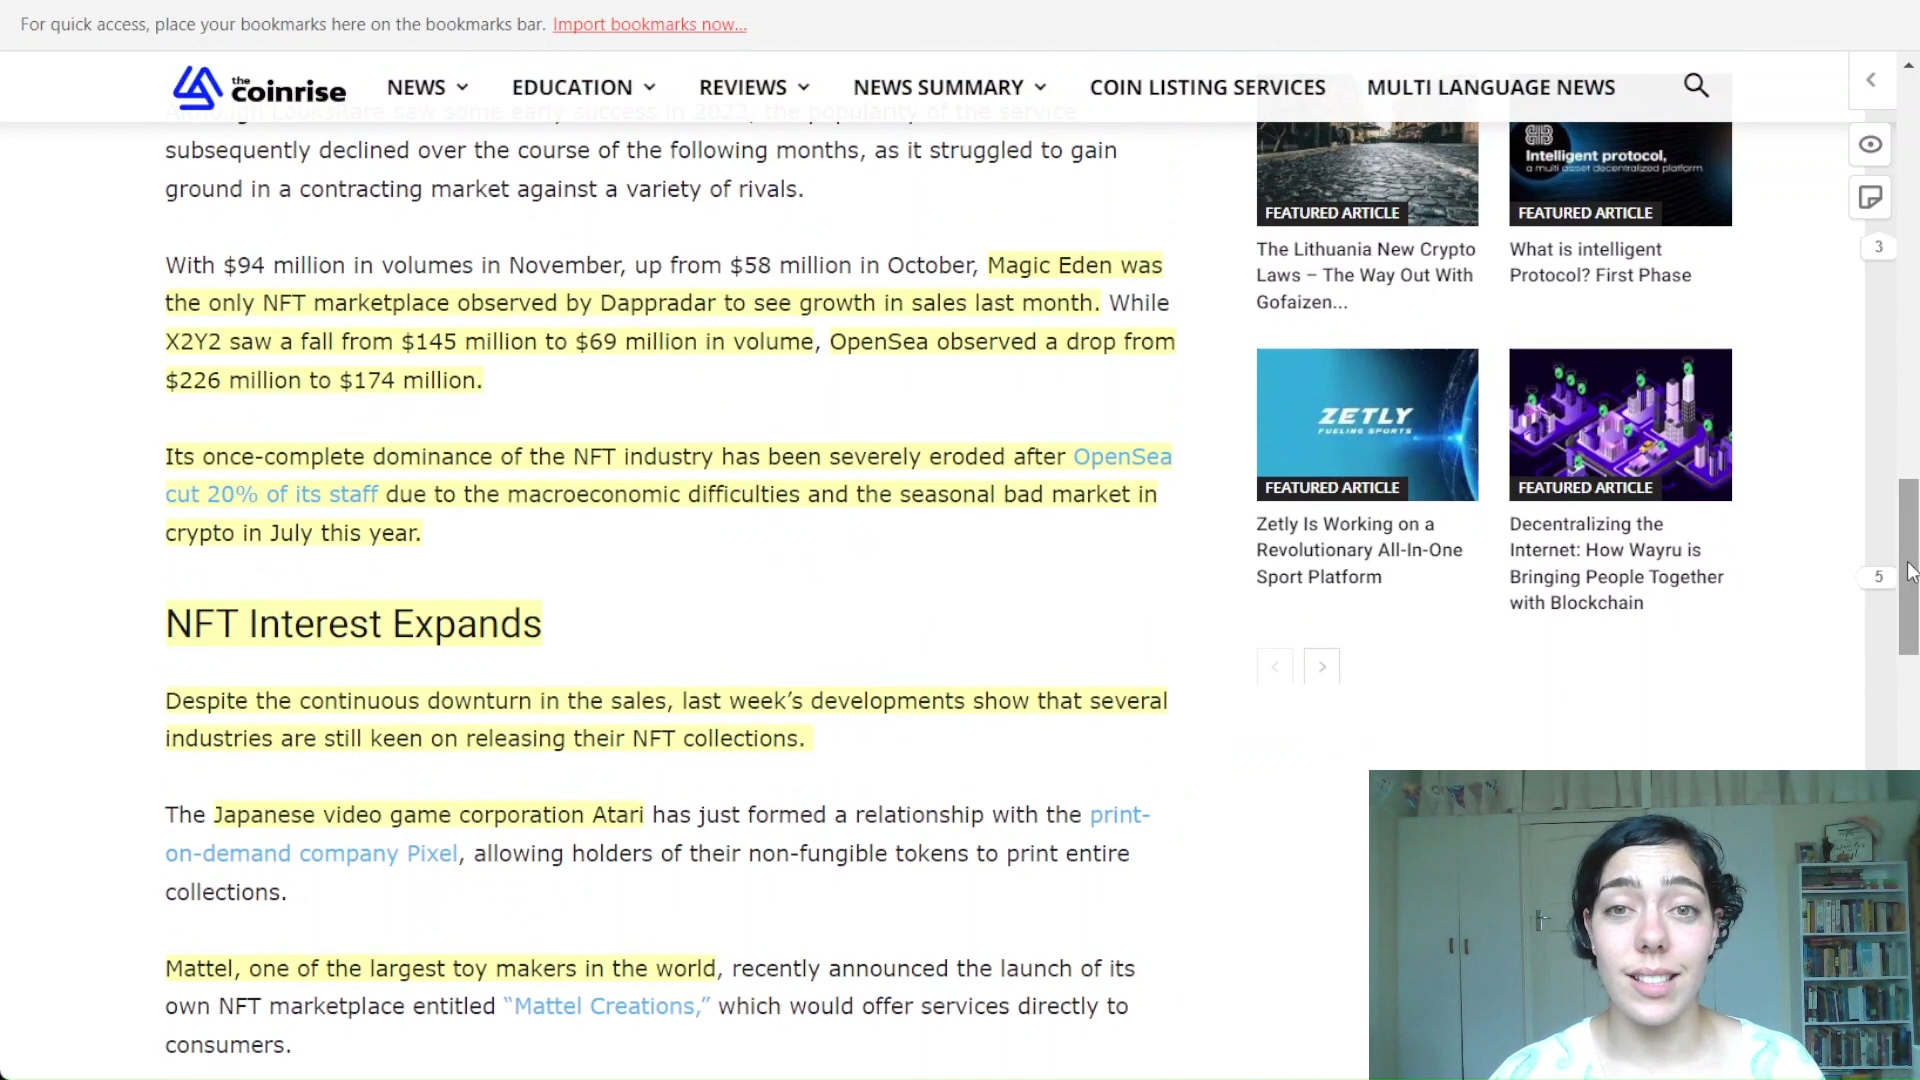 For quick access, place your bookmarks here on the bookmarks bar. Import bookmarks now...
the coinrise
NEWS
EDUCATION
REVIEWS
NEWS SUMMARY
COIN LISTING SERVICES
MULTI LANGUAGE NEWS
Although LooksRare saw some early success in 2022, the popularity of the service
subsequently declined over the course of the following months, as it struggled to gain
ground in a contracting market against a variety of rivals.
With $94 million in volumes in November, up from $58 million in October, Magic Eden was
the only NFT marketplace observed by Dappradar to see growth in sales last month. While
X2Y2 saw a fall from $145 million to $69 million in volume, OpenSea observed a drop from
$226 million to $174 million.
Its once-complete dominance of the NFT industry has been severely eroded after OpenSea
cut 20% of its staff due to the macroeconomic difficulties and the seasonal bad market in
crypto in July this year.
NFT Interest Expands
Despite the continuous downturn in the sales, last week’s developments show that several
industries are still keen on releasing their NFT collections.
The Japanese video game corporation Atari has just formed a relationship with the print-
on-demand company Pixel, allowing holders of their non-fungible tokens to print entire
collections.
Mattel, one of the largest toy makers in the world, recently announced the launch of its
own NFT marketplace entitled “Mattel Creations,” which would offer services directly to
consumers.
FEATURED ARTICLE
The Lithuania New Crypto
Laws – The Way Out With
Gofaizen...
Intelligent protocol,
a multi asset decentralized platform
FEATURED ARTICLE
What is intelligent
Protocol? First Phase
ZETLY
FUELING SPORTS
FEATURED ARTICLE
Zetly Is Working on a
Revolutionary All-In-One
Sport Platform
FEATURED ARTICLE
Decentralizing the
Internet: How Wayru is
Bringing People Together
with Blockchain
3
5